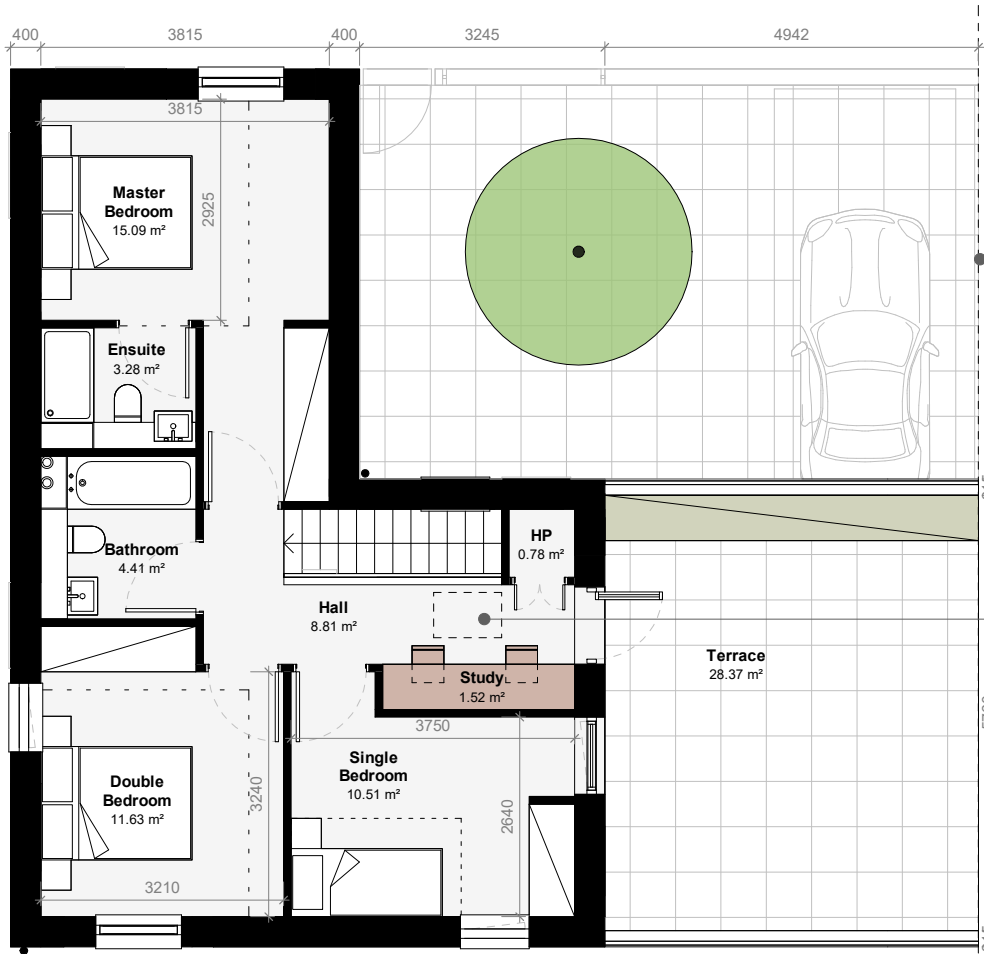 400
3815
400
3245
4942
3815
2925
Master
Bedroom
15.09 m²
Ensuite
3.28 m²
Bathroom
4.41 m²
HP
0.78 m²
Hall
8.81 m²
Terrace
28.37 m²
Study
1.52 m²
3750
Single
Bedroom
10.51 m²
Double
Bedroom
11.63 m²
3240
2640
3210